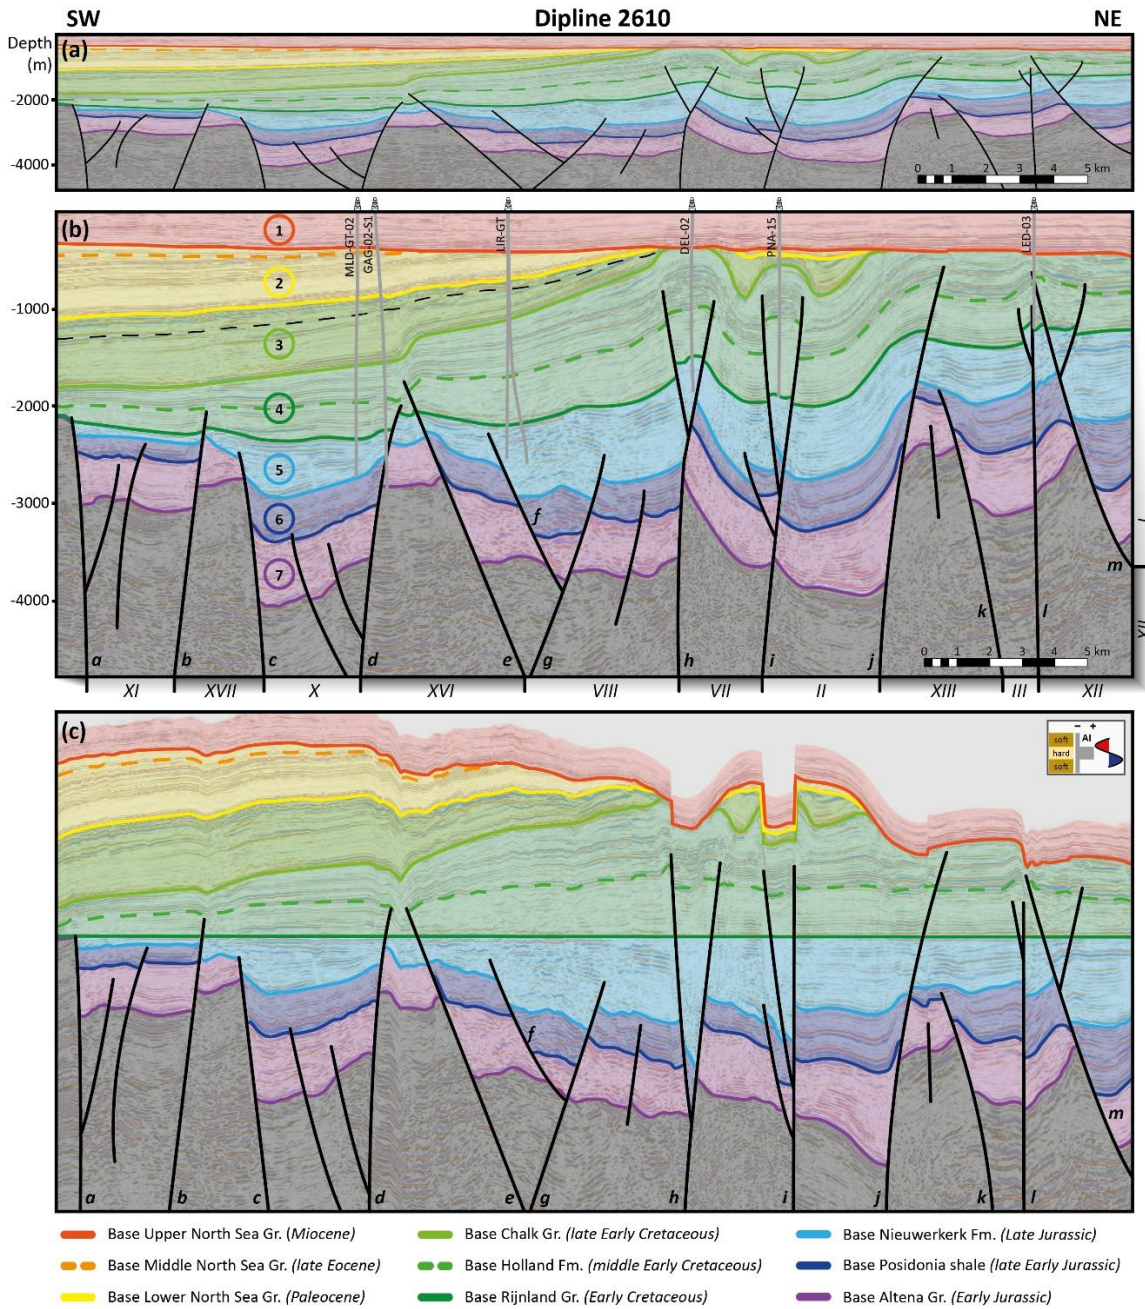 SW Dipline 2610 NE
Depth (a)
(m)
-2000
-4000
0 1 2 3 4 5 km
(b)
1
MLD-GT-02
GAG-02-S1
LIR-GT
DEL-02
PNA-15
LED-03
2
-1000
3
4
-2000
5
6
-3000
f
7
m
-4000
k l
0 1 2 3 4 5 km
a b c d e g h i j
XI XVII X XVI VIII VII II XIII III XII
(c)
- +
soft AI
hard
soft
f
m
a b c d e g h i j k l
Base Upper North Sea Gr. (Miocene) Base Chalk Gr. (late Early Cretaceous) Base Nieuwerkerk Fm. (Late Jurassic)
Base Middle North Sea Gr. (late Eocene) Base Holland Fm. (middle Early Cretaceous) Base Posidonia shale (late Early Jurassic)
Base Lower North Sea Gr. (Paleocene) Base Rijnland Gr. (Early Cretaceous) Base Altena Gr. (Early Jurassic)